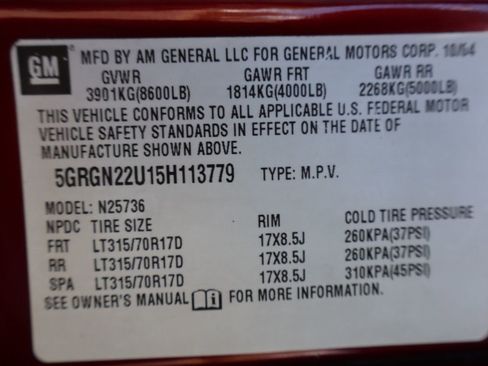 GM
MFD BY AM GENERAL LLC FOR GENERAL MOTORS CORP. 10/04
GVWR GAWR FRT GAWR RR
3901KG(8600LB) 1814KG(4000LB) 2268KG(5000LB)
THIS VEHICLE CONFORMS TO ALL APPLICABLE U.S. FEDERAL MOTOR
VEHICLE SAFETY STANDARDS IN EFFECT ON THE DATE OF
MANUFACTURE SHOWN ABOVE.
5GRGN22U15H113779 TYPE: M.P.V.
MODEL: N25736
NPDC TIRE SIZE RIM COLD TIRE PRESSURE
FRT LT315/70R17D 17X8.5J 260KPA(37PSI)
RR LT315/70R17D 17X8.5J 260KPA(37PSI)
SPA LT315/70R17D 17X8.5J 310KPA(45PSI)
SEE OWNER'S MANUAL i FOR MORE INFORMATION.